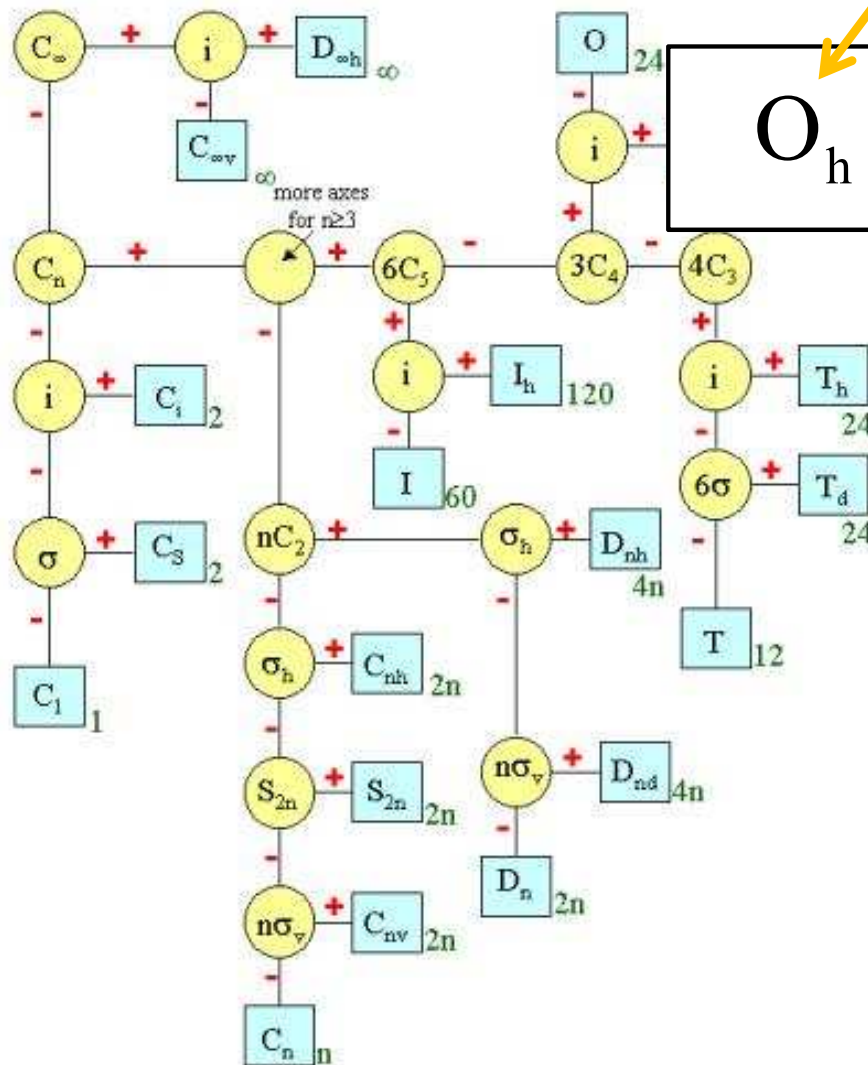 C∞ + i + D∞h ∞
O 24
-
- -
C∞v ∞
i +
Oh
more axes
for n≥3
+
Cn + + 6C5 - 3C4 - 4C3
- - + +
i + Ci 2
i + Ih 120
i + Th 24
- - -
I 60
6σ + Td 24
σ + CS 2
nC2 + σh + Dnh 4n
- - - -
T 12
C1 1
σh + Cnh 2n
-
S2n + S2n 2n
nσv + Dnd 4n
- -
Dn 2n
nσv + Cnv 2n
-
Cn n